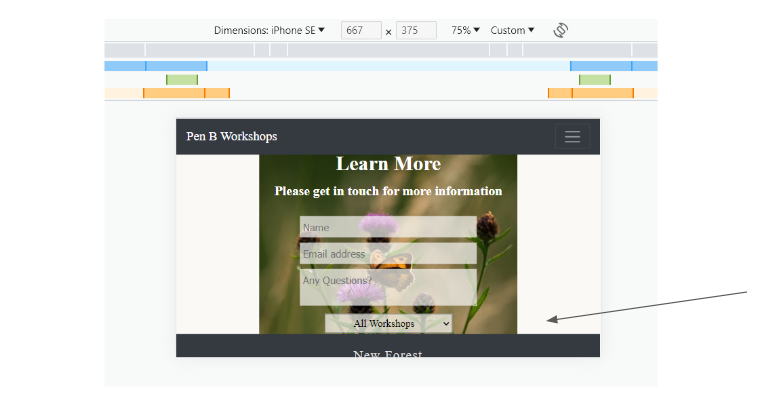 Dimensions: iPhone SE ▼ 667 × 375 75% ▼ Custom ▼
Pen B Workshops
Learn More
Please get in touch for more information
Name
Email address
Any Questions?
All Workshops
New Forest